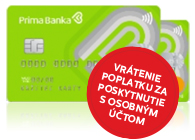 Prima Banka
VRÁTENIE
POPLATKU ZA
POSKYTNUTIE
S OSOBNÝM
ÚČTOM